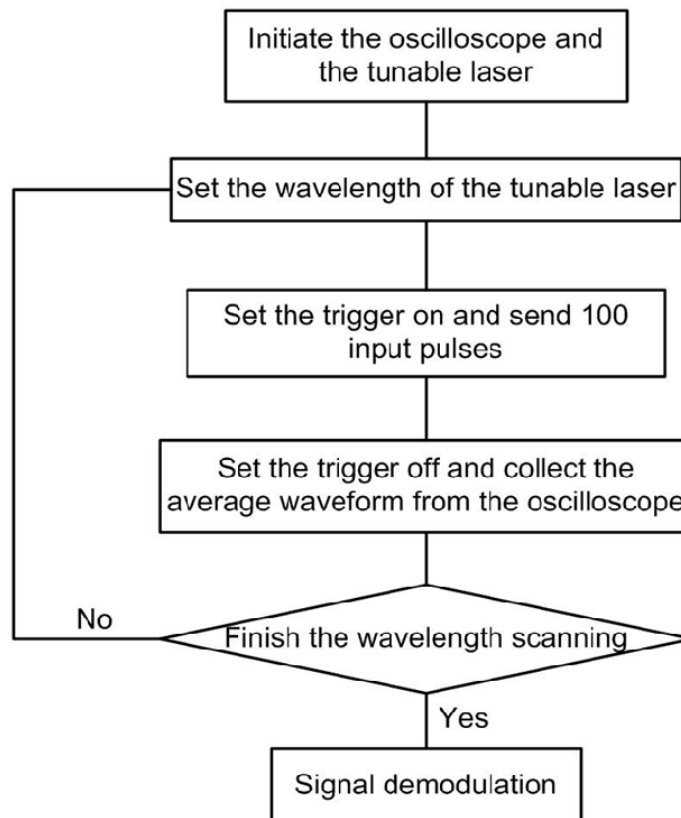 Initiate the oscilloscope and
the tunable laser
Set the wavelength of the tunable laser
Set the trigger on and send 100
input pulses
Set the trigger off and collect the
average waveform from the oscilloscope
No
Finish the wavelength scanning
Yes
Signal demodulation